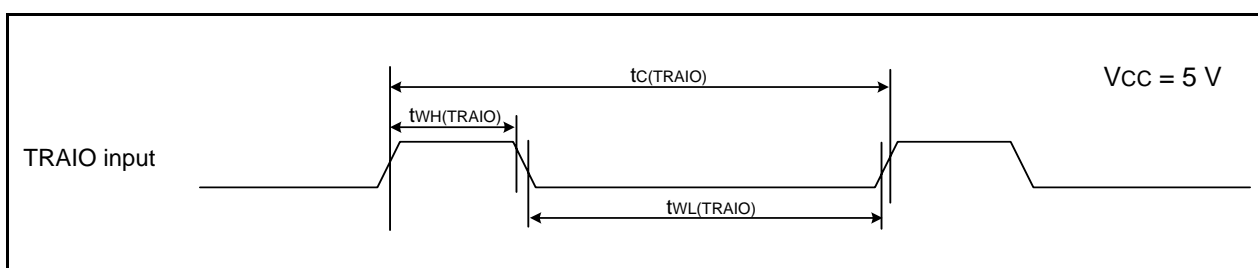 tC(TRAIO)
VCC = 5 V
tWH(TRAIO)
TRAIO input
tWL(TRAIO)